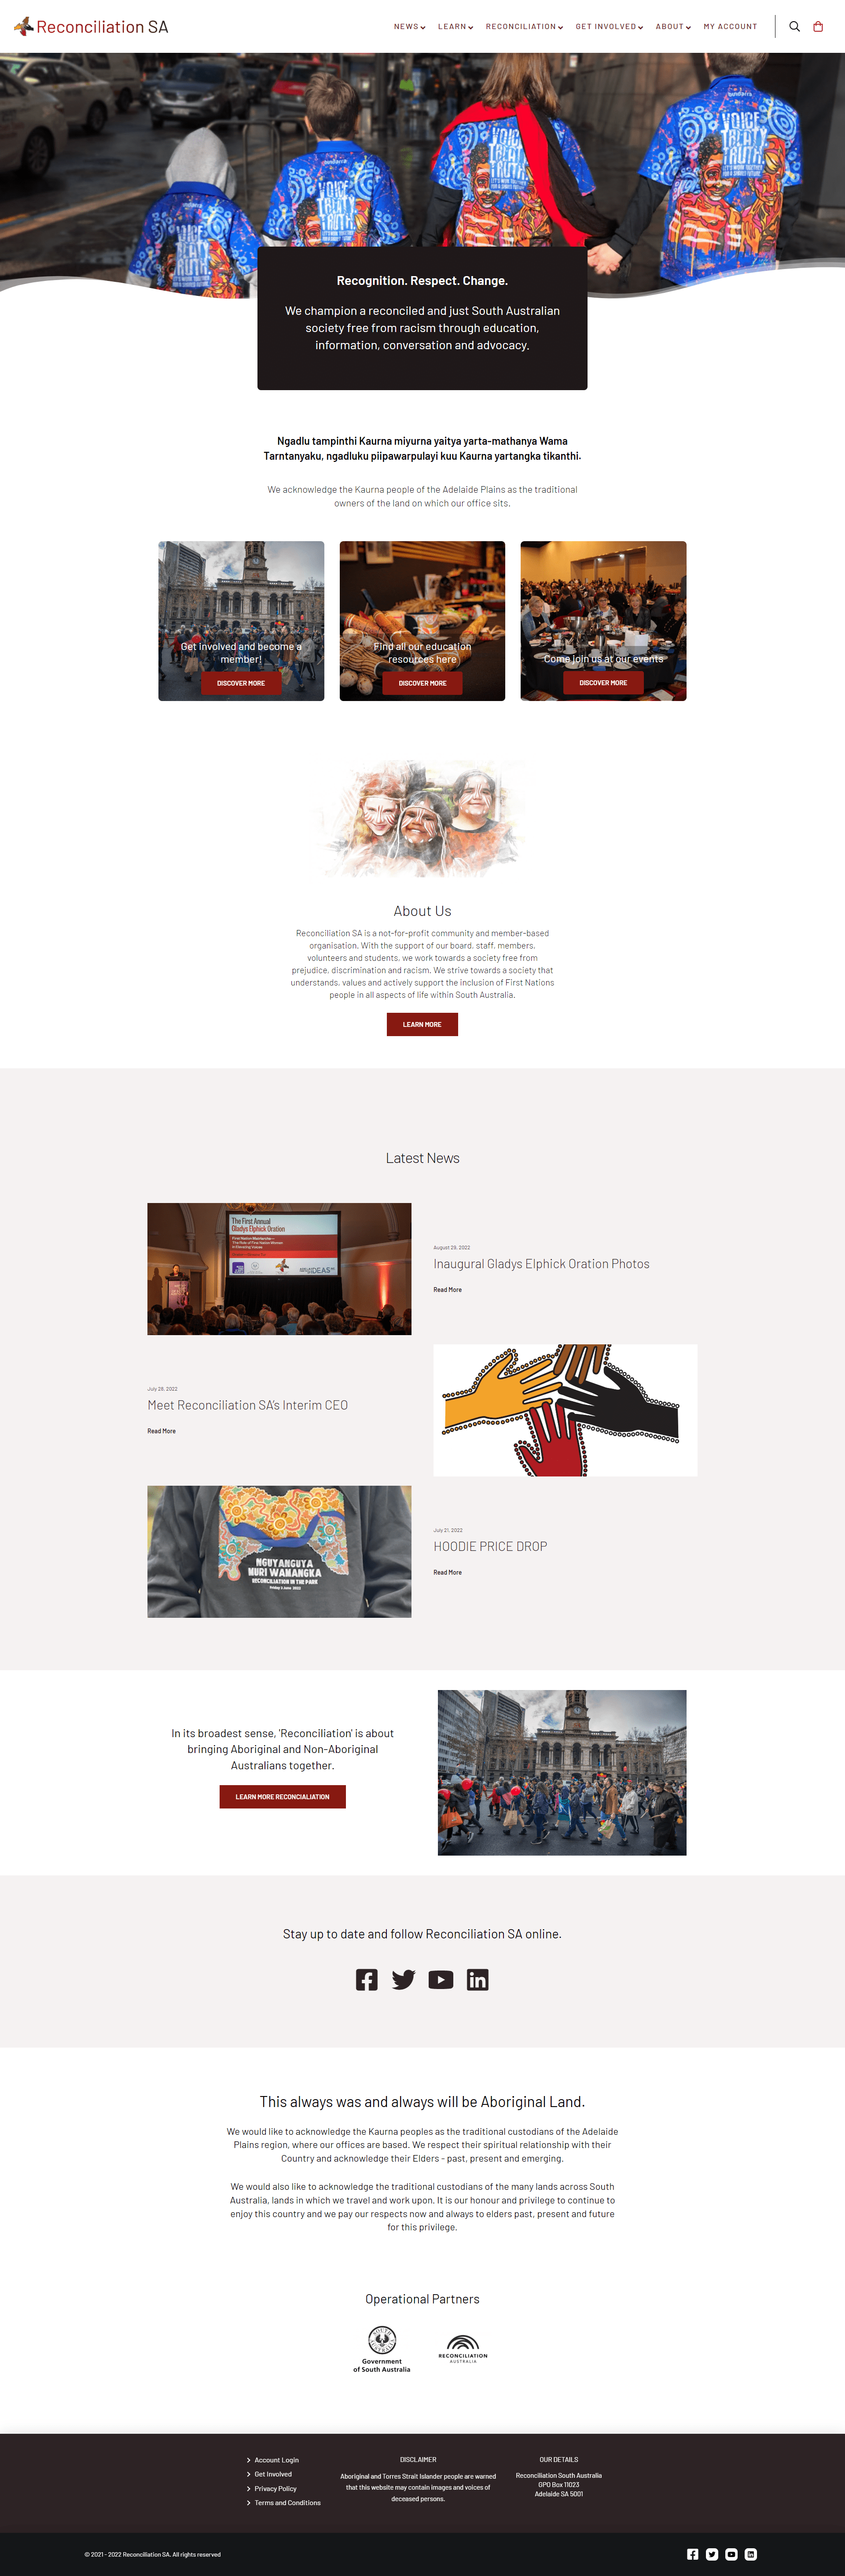 Reconciliation SA
NEWS
LEARN
RECONCILIATION
GET INVOLVED
ABOUT
MY ACCOUNT
VOICE
TREATY
TRUTH
VOICE
TREATY
TRUTH
VOICE
TREATY
VOICE
TREATY
Recognition. Respect. Change.
We champion a reconciled and just South Australian
society free from racism through education,
information, conversation and advocacy.
Ngadlu tampinthi Kaurna miyurna yaitya yarta-mathanya Wama
Tarntanyaku, ngadluku piipawarpulayi kuu Kaurna yartangka tikanthi.
We acknowledge the Kaurna people of the Adelaide Plains as the traditional
owners of the land on which our office sits.
Get involved and become a
member!
DISCOVER MORE
Find all our education
resources here
DISCOVER MORE
Come join us at our events
DISCOVER MORE
About Us
Reconciliation SA is a not-for-profit community and member-based
organisation. With the support of our board, staff, members,
volunteers and students, we work towards a society free from
prejudice, discrimination and racism. We strive towards a society that
understands, values and actively support the inclusion of First Nations
people in all aspects of life within South Australia.
LEARN MORE
Latest News
The First Annual
Gladys Elphick Oration
August 29, 2022
Inaugural Gladys Elphick Oration Photos
Read More
July 28, 2022
Meet Reconciliation SA's Interim CEO
Read More
NGUYANGUYA
MURI WAMANGKA
RECONCILIATION IN THE PARK
Friday 3 June 2022
July 21, 2022
HOODIE PRICE DROP
Read More
In its broadest sense, 'Reconciliation' is about
bringing Aboriginal and Non-Aboriginal
Australians together.
LEARN MORE RECONCIALIATION
Stay up to date and follow Reconciliation SA online.
This always was and always will be Aboriginal Land.
We would like to acknowledge the Kaurna peoples as the traditional custodians of the Adelaide
Plains region, where our offices are based. We respect their spiritual relationship with their
Country and acknowledge their Elders - past, present and emerging.
We would also like to acknowledge the traditional custodians of the many lands across South
Australia, lands in which we travel and work upon. It is our honour and privilege to continue to
enjoy this country and we pay our respects now and always to elders past, present and future
for this privilege.
Operational Partners
SOUTH AUSTRALIA
Government
of South Australia
RECONCILIATION
AUSTRALIA
Account Login
Get Involved
Privacy Policy
Terms and Conditions
DISCLAIMER
Aboriginal and Torres Strait Islander people are warned
that this website may contain images and voices of
deceased persons.
OUR DETAILS
Reconciliation South Australia
GPO Box 11023
Adelaide SA 5001
© 2021 - 2022 Reconciliation SA. All rights reserved